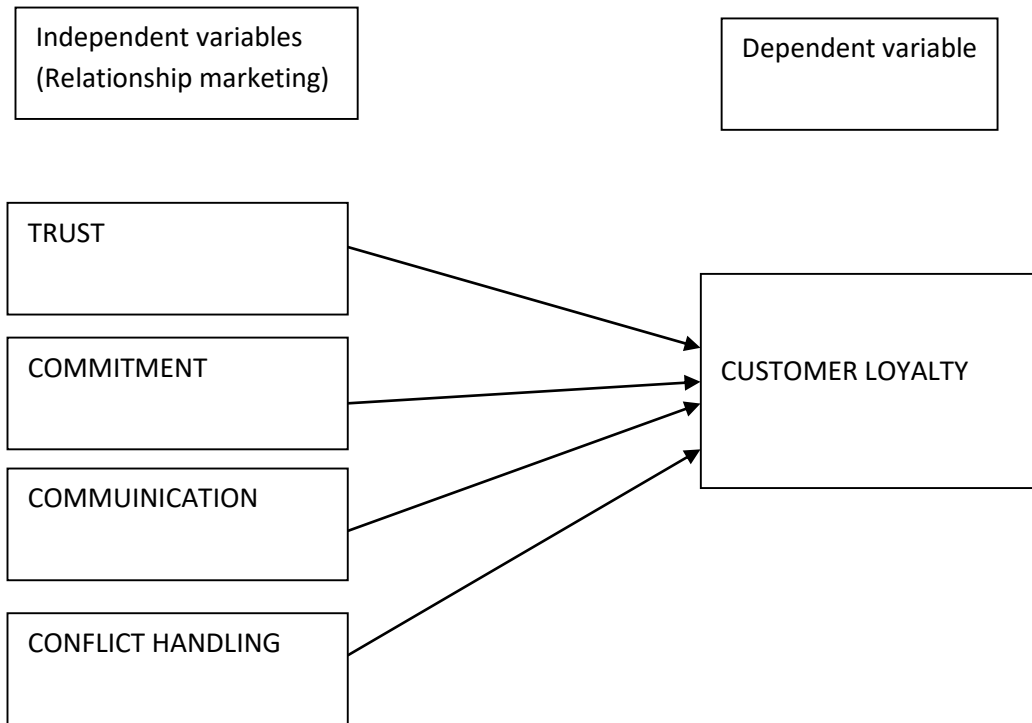 Independent variables
(Relationship marketing)
Dependent variable
TRUST
COMMITMENT
CUSTOMER LOYALTY
COMMUINICATION
CONFLICT HANDLING